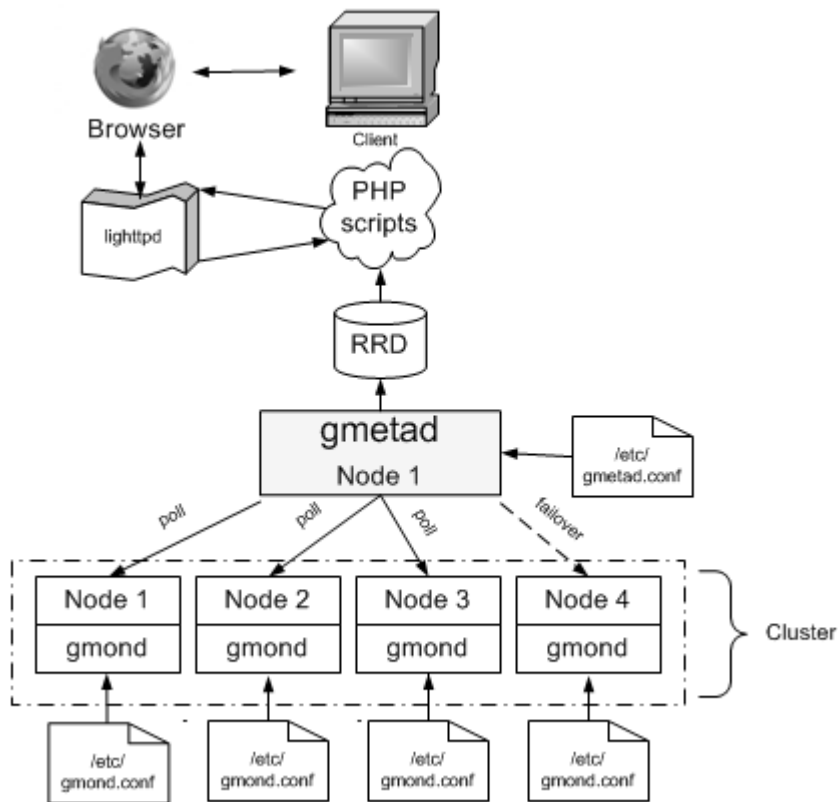 Browser
Client
lighttpd
PHP
scripts
RRD
gmetad
Node 1
/etc/
gmetad.conf
poll
poll
poll
failover
Node 1
Node 2
Node 3
Node 4
gmond
gmond
gmond
gmond
Cluster
/etc/
gmond.conf
/etc/
gmond.conf
/etc/
gmond.conf
/etc/
gmond.conf